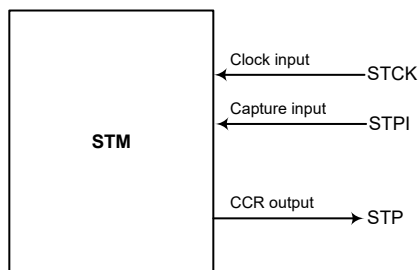 Clock input
STCK
Capture input
STPI
STM
CCR output
STP